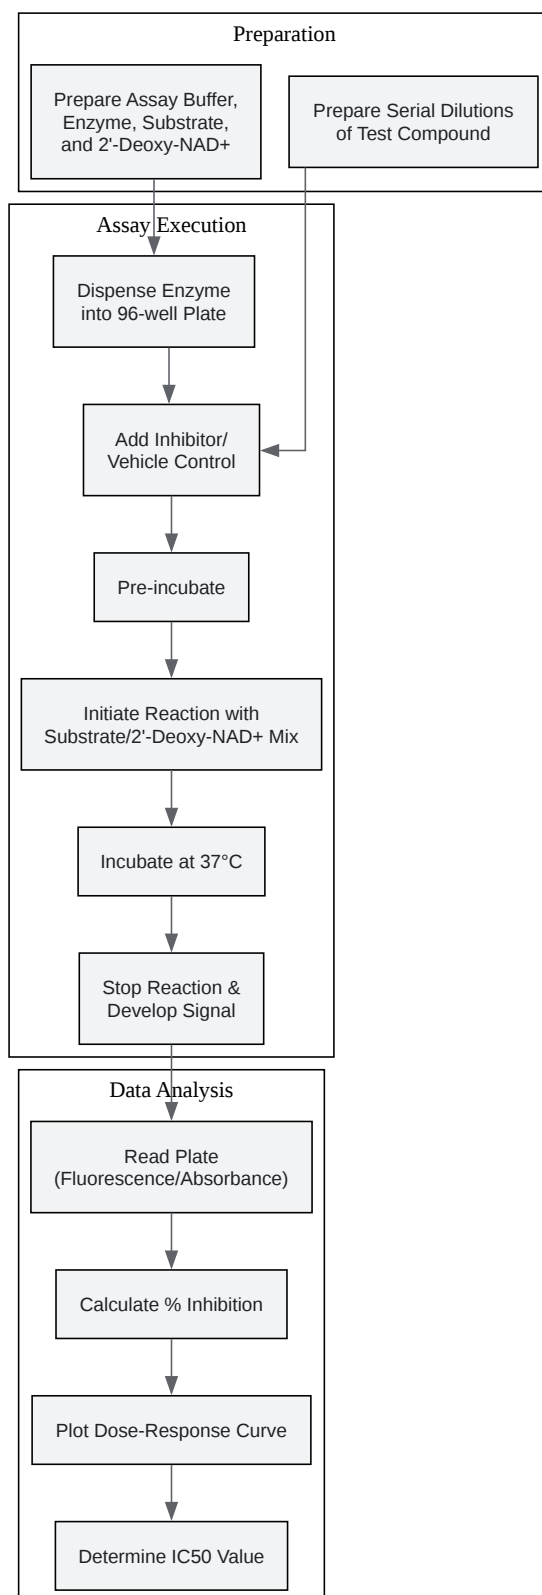 Preparation
Prepare Assay Buffer,
Enzyme, Substrate,
and 2'-Deoxy-NAD+
Prepare Serial Dilutions
of Test Compound
Assay Execution
Dispense Enzyme
into 96-well Plate
Add Inhibitor/
Vehicle Control
Pre-incubate
Initiate Reaction with
Substrate/2'-Deoxy-NAD+ Mix
Incubate at 37°C
Stop Reaction &
Develop Signal
Data Analysis
Read Plate
(Fluorescence/Absorbance)
Calculate % Inhibition
Plot Dose-Response Curve
Determine IC50 Value